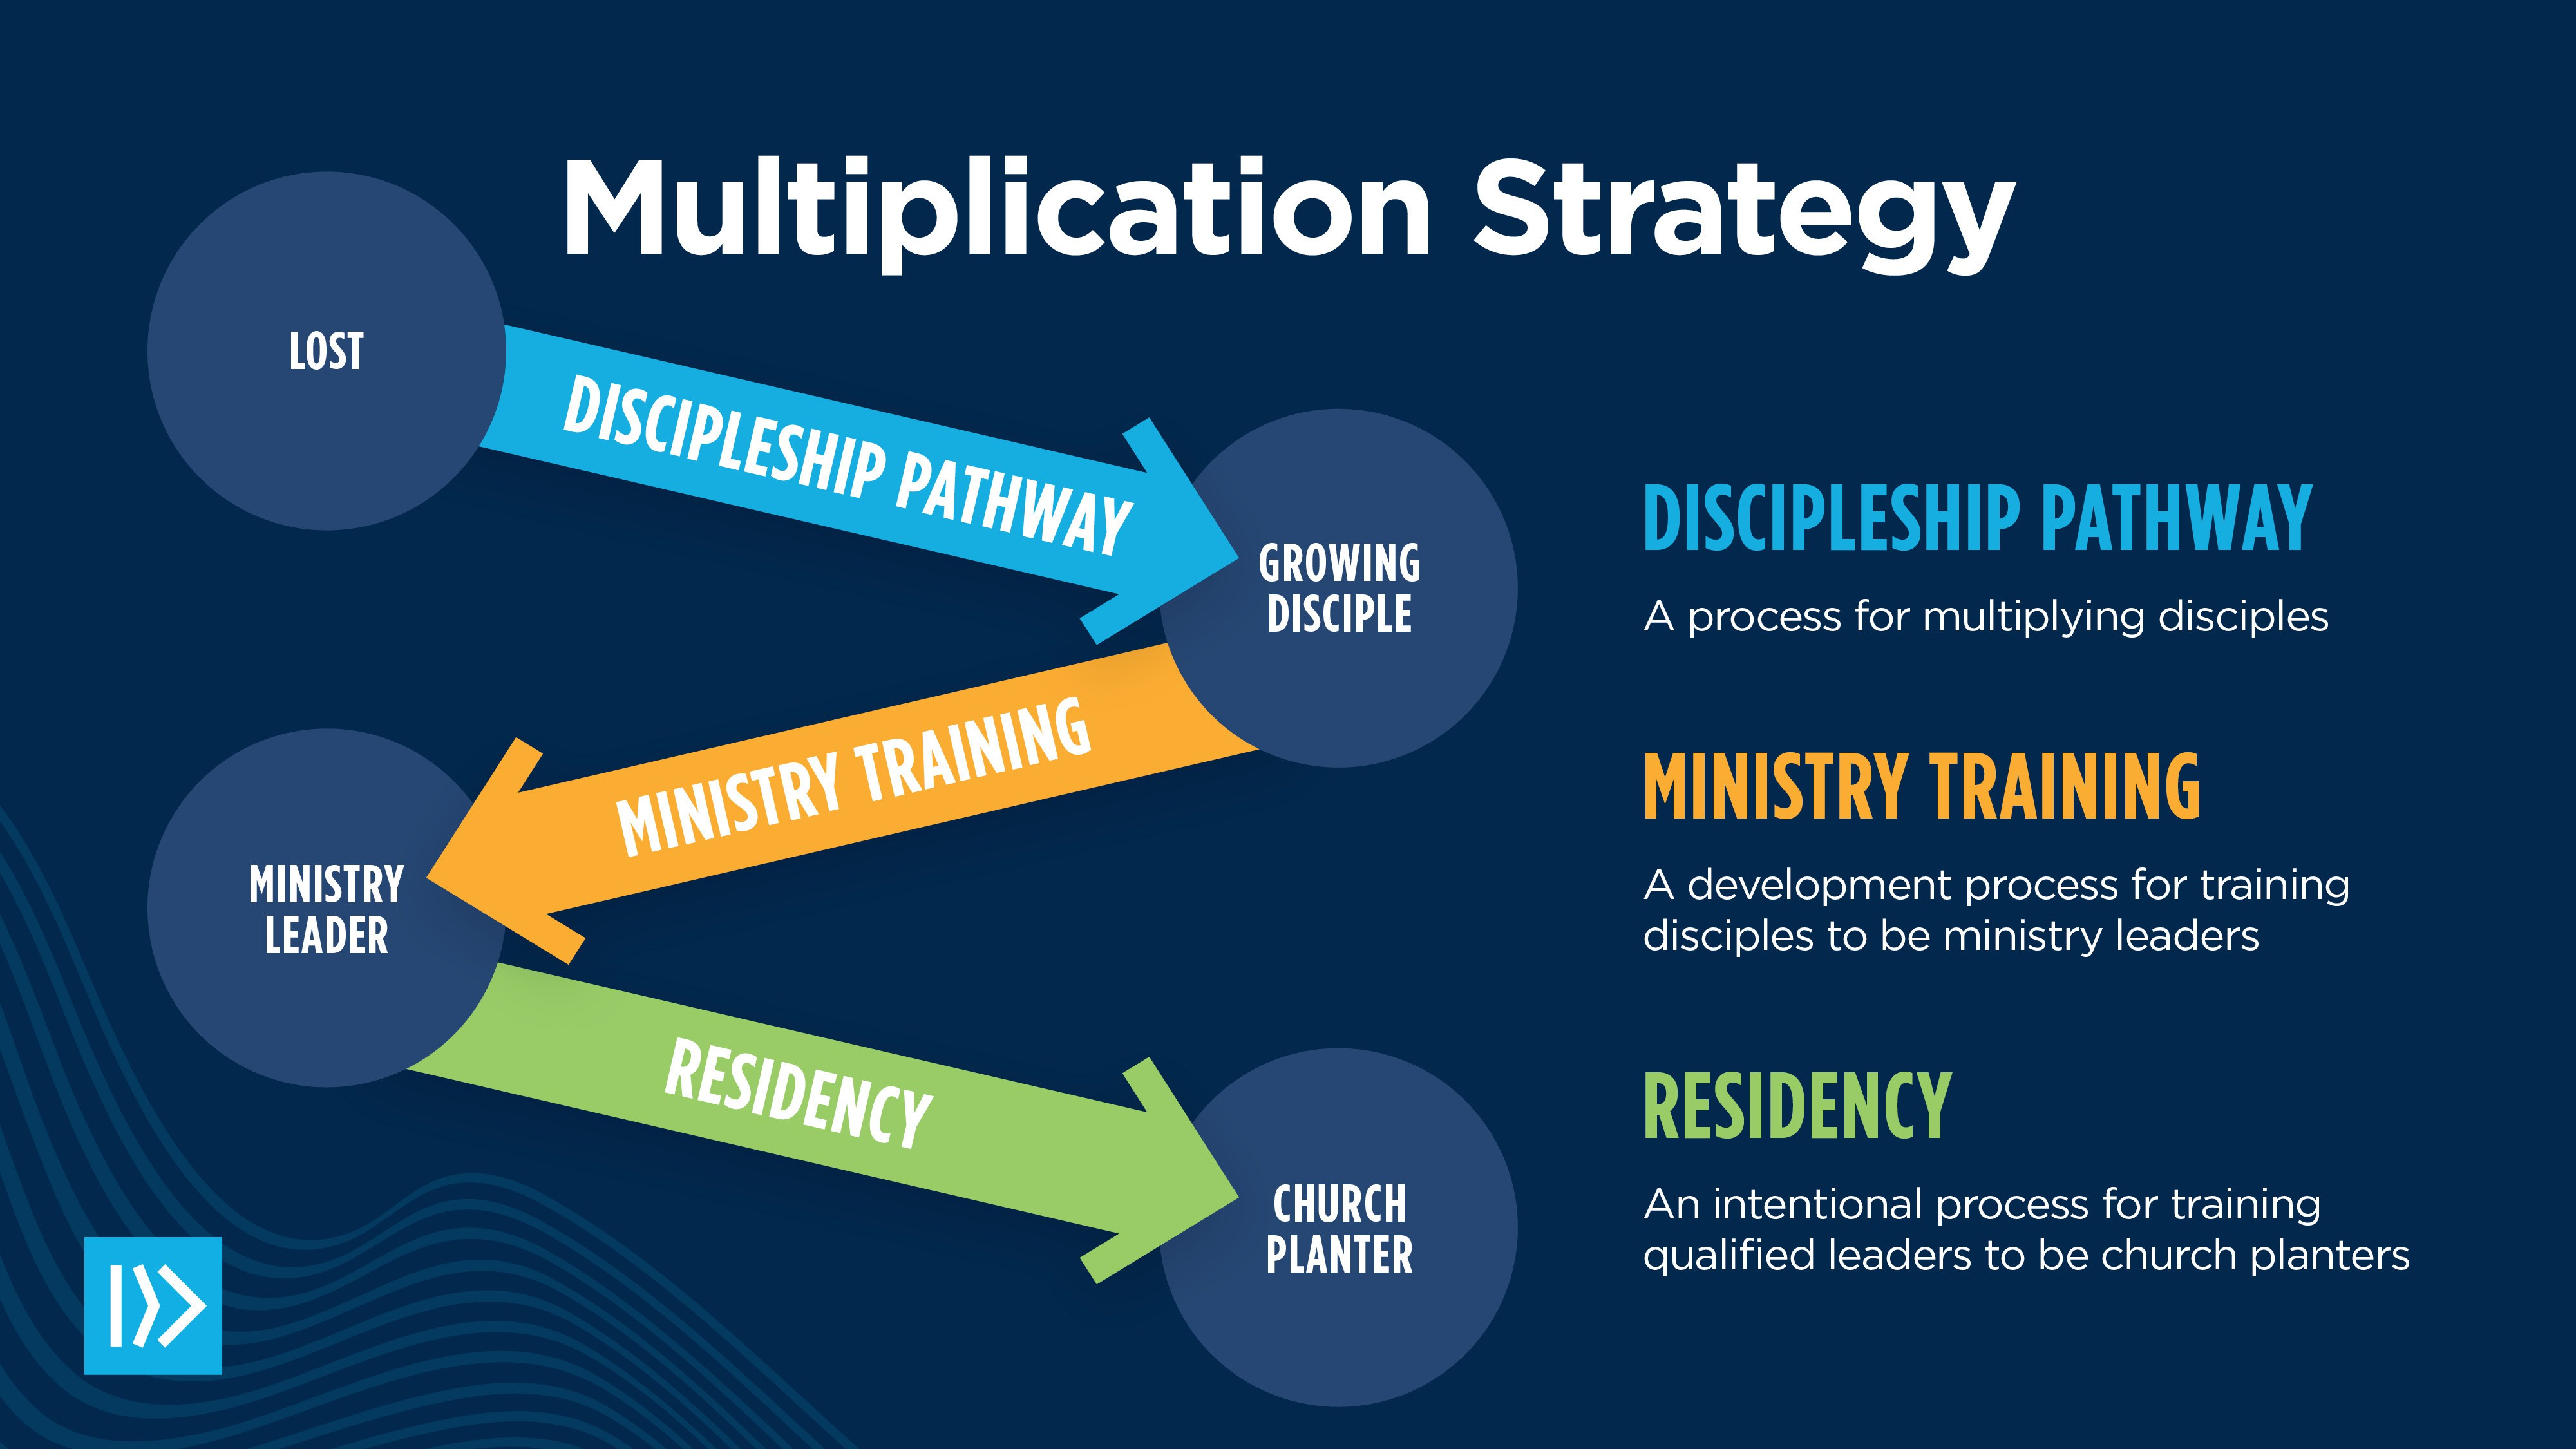 Multiplication Strategy
LOST
DISCIPLESHIP PATHWAY
GROWING
DISCIPLE
MINISTRY TRAINING
MINISTRY
LEADER
RESIDENCY
CHURCH
PLANTER
DISCIPLESHIP PATHWAY
A process for multiplying disciples
MINISTRY TRAINING
A development process for training
disciples to be ministry leaders
RESIDENCY
An intentional process for training
qualified leaders to be church planters